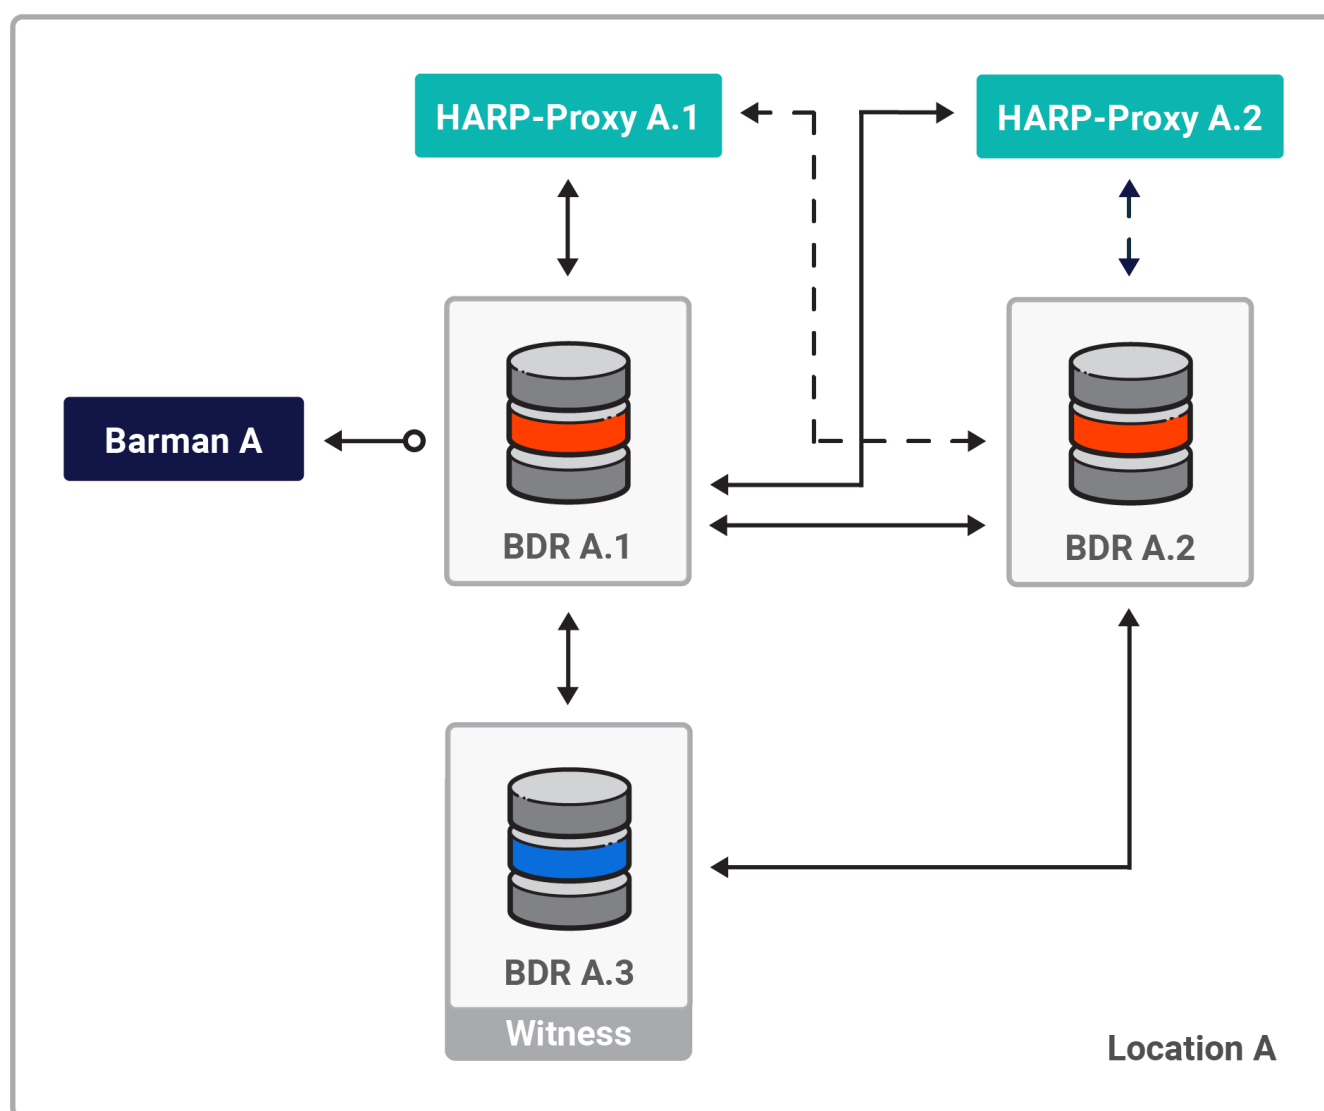 HARP-Proxy A.1
HARP-Proxy A.2
Barman A
BDR A.1
BDR A.2
BDR A.3
Witness
Location A